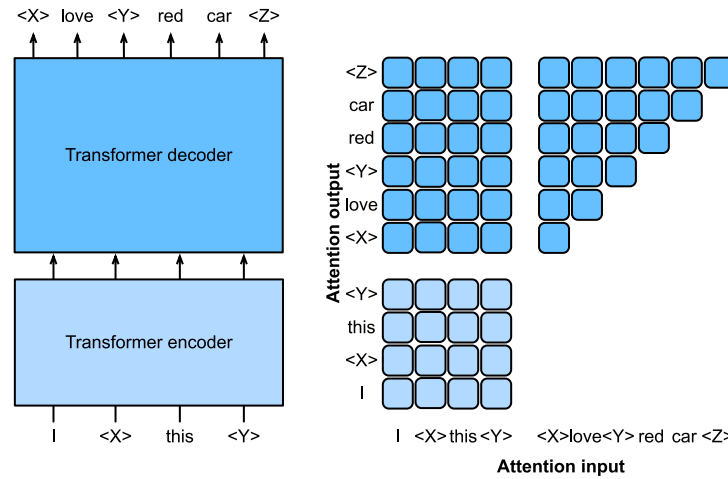 <X> love <Y> red car <Z>
Transformer decoder
Transformer encoder
I <X> this <Y>
Attention output
<Z>
car
red
<Y>
love
<X>
<Y>
this
<X>
I
I <X> this <Y> <X> love <Y> red car <Z>
Attention input